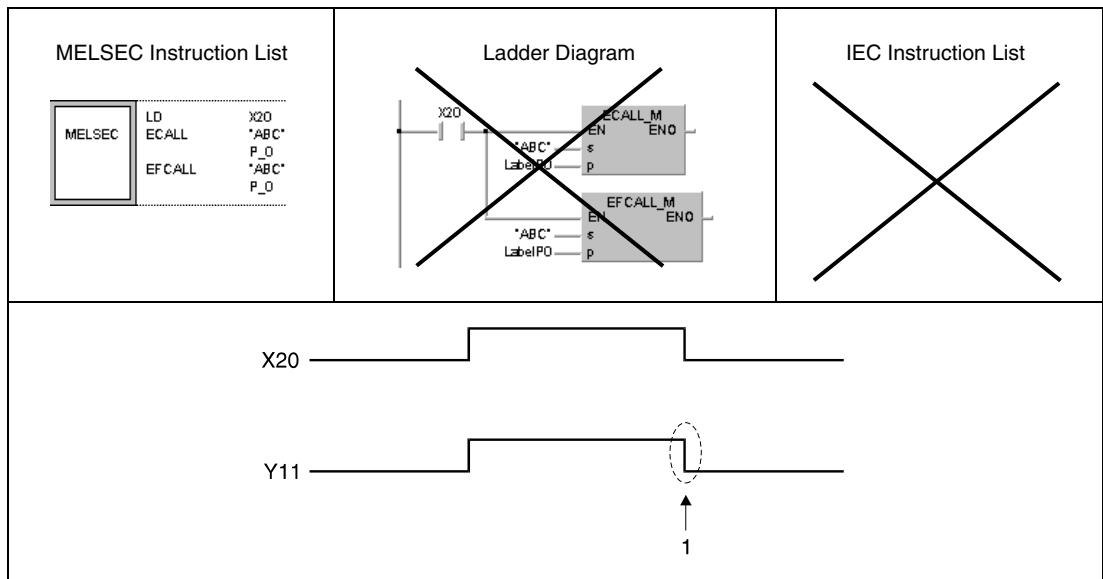 MELSEC Instruction List
MELSEC
LD X20
ECALL "ABC"
P_0
EFCALL "ABC"
P_0
Ladder Diagram
X20
ECALL_M
EN ENO
"ABC" s
LabelP0 p
EFCALL_M
EN ENO
"ABC" s
LabelP0 p
IEC Instruction List
X20
Y11
1